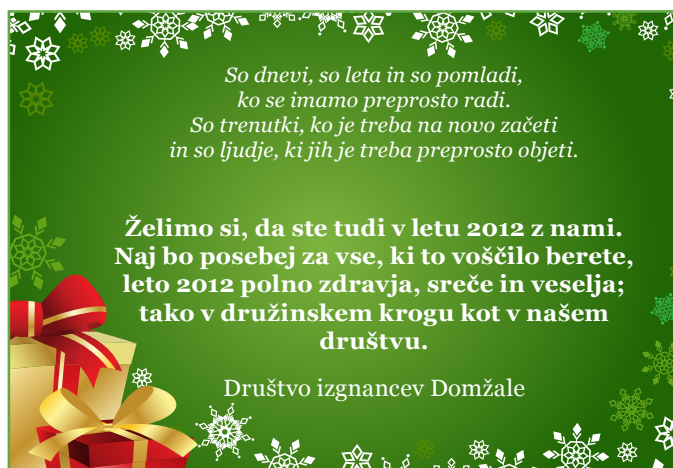 So dnevi, so leta in so pomladi,
ko se imamo preprosto radi.
So trenutki, ko je treba na novo začeti
in so ljudje, ki jih je treba preprosto objeti.
Želimo si, da ste tudi v letu 2012 z nami.
Naj bo posebej za vse, ki to voščilo berete,
leto 2012 polno zdravja, sreče in veselja;
tako v družinskem krogu kot v našem
društvu.
Društvo izgnancev Domžale